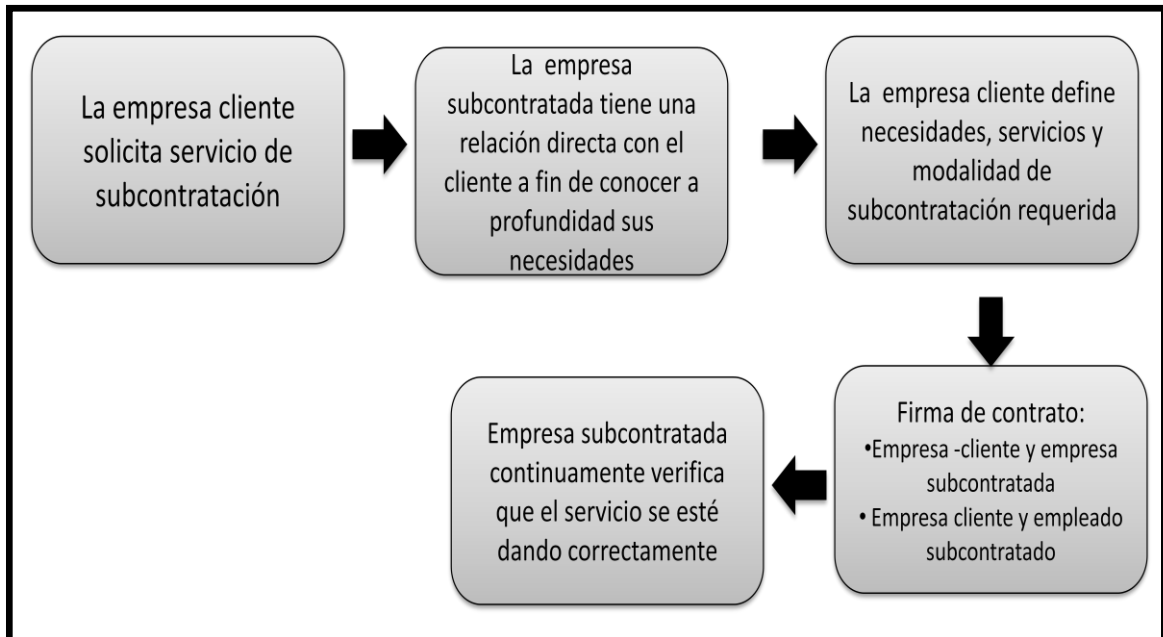 La empresa cliente
solicita servicio de
subcontratación
La empresa
subcontratada tiene una
relación directa con el
cliente a fin de conocer a
profundidad sus
necesidades
La empresa cliente define
necesidades, servicios y
modalidad de
subcontratación requerida
Firma de contrato:
•Empresa -cliente y empresa
subcontratada
• Empresa cliente y empleado
subcontratado
Empresa subcontratada
continuamente verifica
que el servicio se esté
dando correctamente